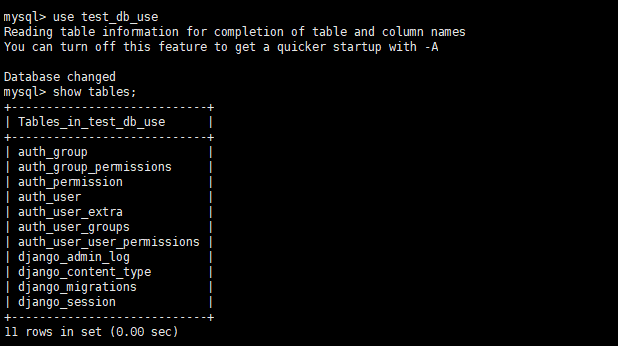 mysql> use test_db_use
Reading table information for completion of table and column names
You can turn off this feature to get a quicker startup with -A
Database changed
mysql> show tables;
+----------------------------+
| Tables_in_test_db_use      |
+----------------------------+
| auth_group                 |
| auth_group_permissions     |
| auth_permission            |
| auth_user                  |
| auth_user_extra            |
| auth_user_groups           |
| auth_user_user_permissions |
| django_admin_log           |
| django_content_type        |
| django_migrations          |
| django_session             |
+----------------------------+
11 rows in set (0.00 sec)